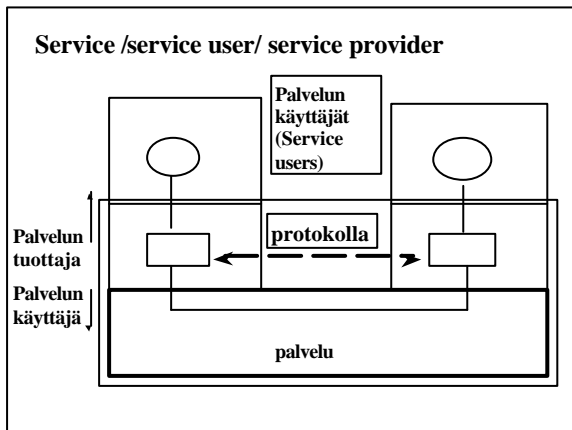 Service /service user/ service provider
Palvelun
käyttäjät
(Service
users)
protokolla
Palvelun
tuottaja
Palvelun
käyttäjä
palvelu